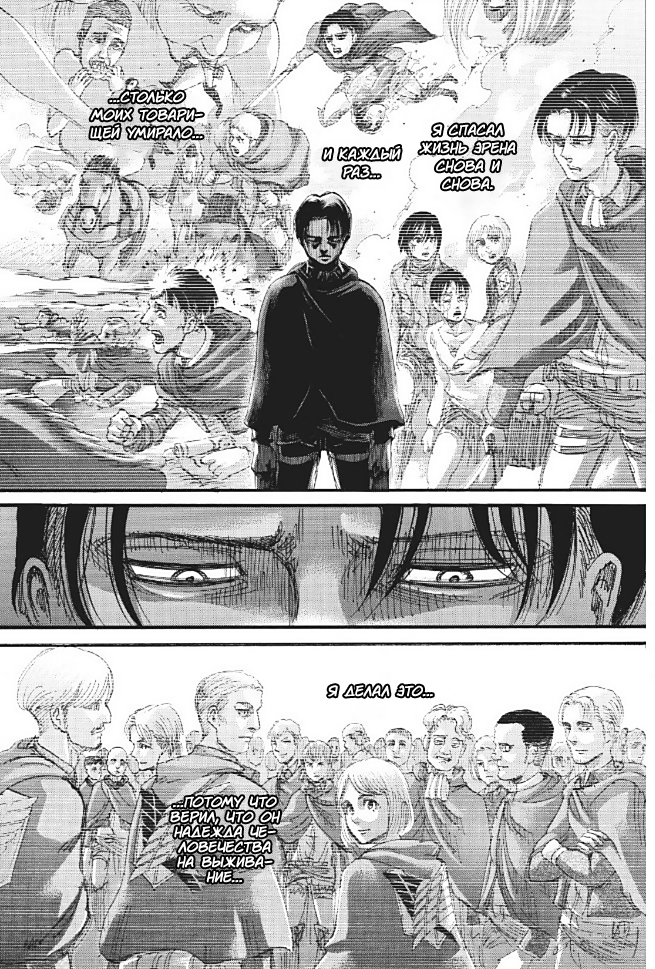 Я СПАСАЛ
ЖИЗНЬ ЭРЕНА
СНОВА И
СНОВА.
И КАЖДЫЙ
РАЗ...
...СТОЛЬКО
МОИХ ТОВАРИ-
ЩЕЙ УМИРАЛО...
Я ДЕЛАЛ ЭТО...
...ПОТОМУ ЧТО
ВЕРИЛ, ЧТО ОН
НАДЕЖДА ЧЕ-
ЛОВЕЧЕСТВА
НА ВЫЖИВА-
НИЕ...